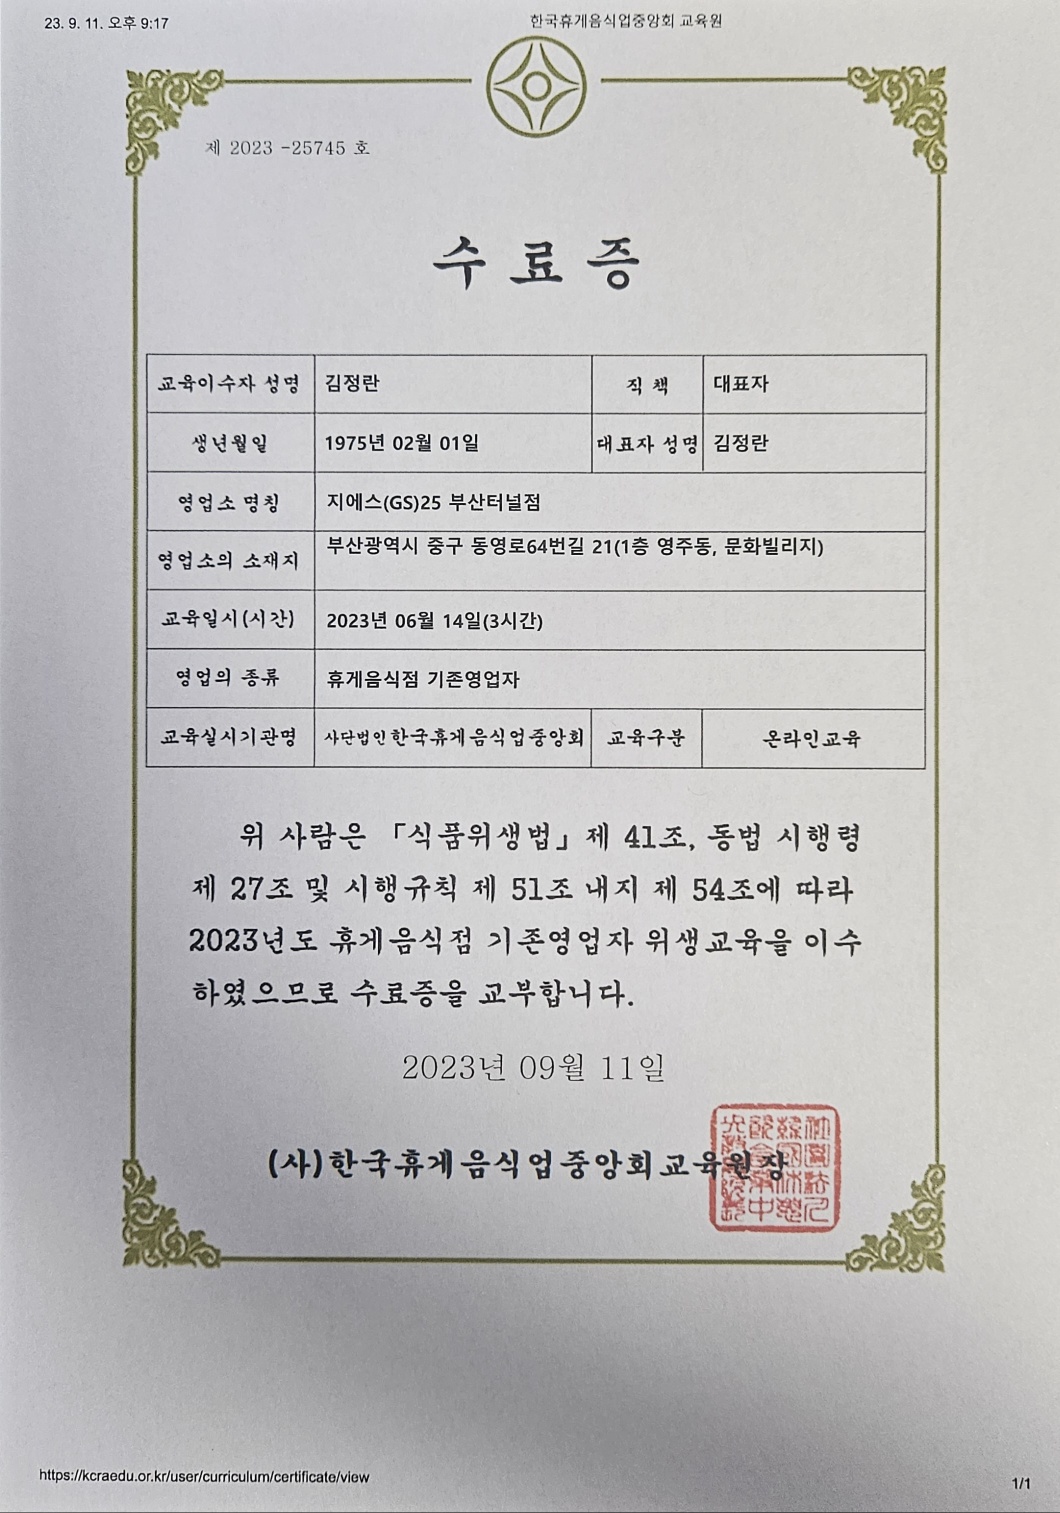 23. 9. 11. 오후 9:17 한국휴게음식업중앙회 교육원
제 2023 -25745 호
수 료 증
교육이수자 성명 김정란 직 책 대표자
생년월일 1975년 02월 01일 대표자 성명 김정란
영업소 명칭 지에스(GS)25 부산터널점
영업소의 소재지 부산광역시 중구 동영로64번길 21(1층 영주동, 문화빌리지)
교육일시(시간) 2023년 06월 14일(3시간)
영업의 종류 휴게음식점 기존영업자
교육실시기관명 사단법인한국휴게음식업중앙회 교육구분 온라인교육
위 사람은 「식품위생법」제 41조, 동법 시행령
제 27조 및 시행규칙 제 51조 내지 제 54조에 따라
2023년도 휴게음식점 기존영업자 위생교육을 이수
하였으므로 수료증을 교부합니다.
2023년 09월 11일
(사)한국휴게음식업중앙회교육원장
https://kcraedu.or.kr/user/curriculum/certificate/view 1/1